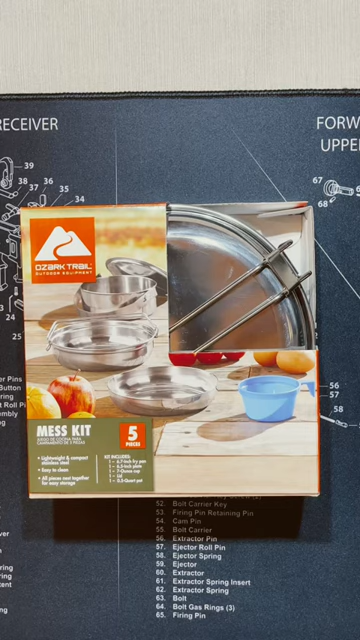 RECEIVER
FORW
UPPER
39
38
37
36
35
34
67
68
24
25
OZARK TRAIL
OUTDOOR EQUIPMENT
MESS KIT
5
PIECES
• Lightweight & compact
stainless steel
• Easy to clean
• All pieces nest together
for easy storage
KIT INCLUDES:
1 – Lid
56
57
58
52. Bolt Carrier Key
53. Firing Pin Retaining Pin
54. Cam Pin
55. Bolt Carrier
56. Extractor Pin
57. Ejector Roll Pin
58. Ejector Spring
59. Ejector
60. Extractor
61. Extractor Spring Insert
62. Extractor Spring
63. Bolt
64. Bolt Gas Rings (3)
65. Firing Pin